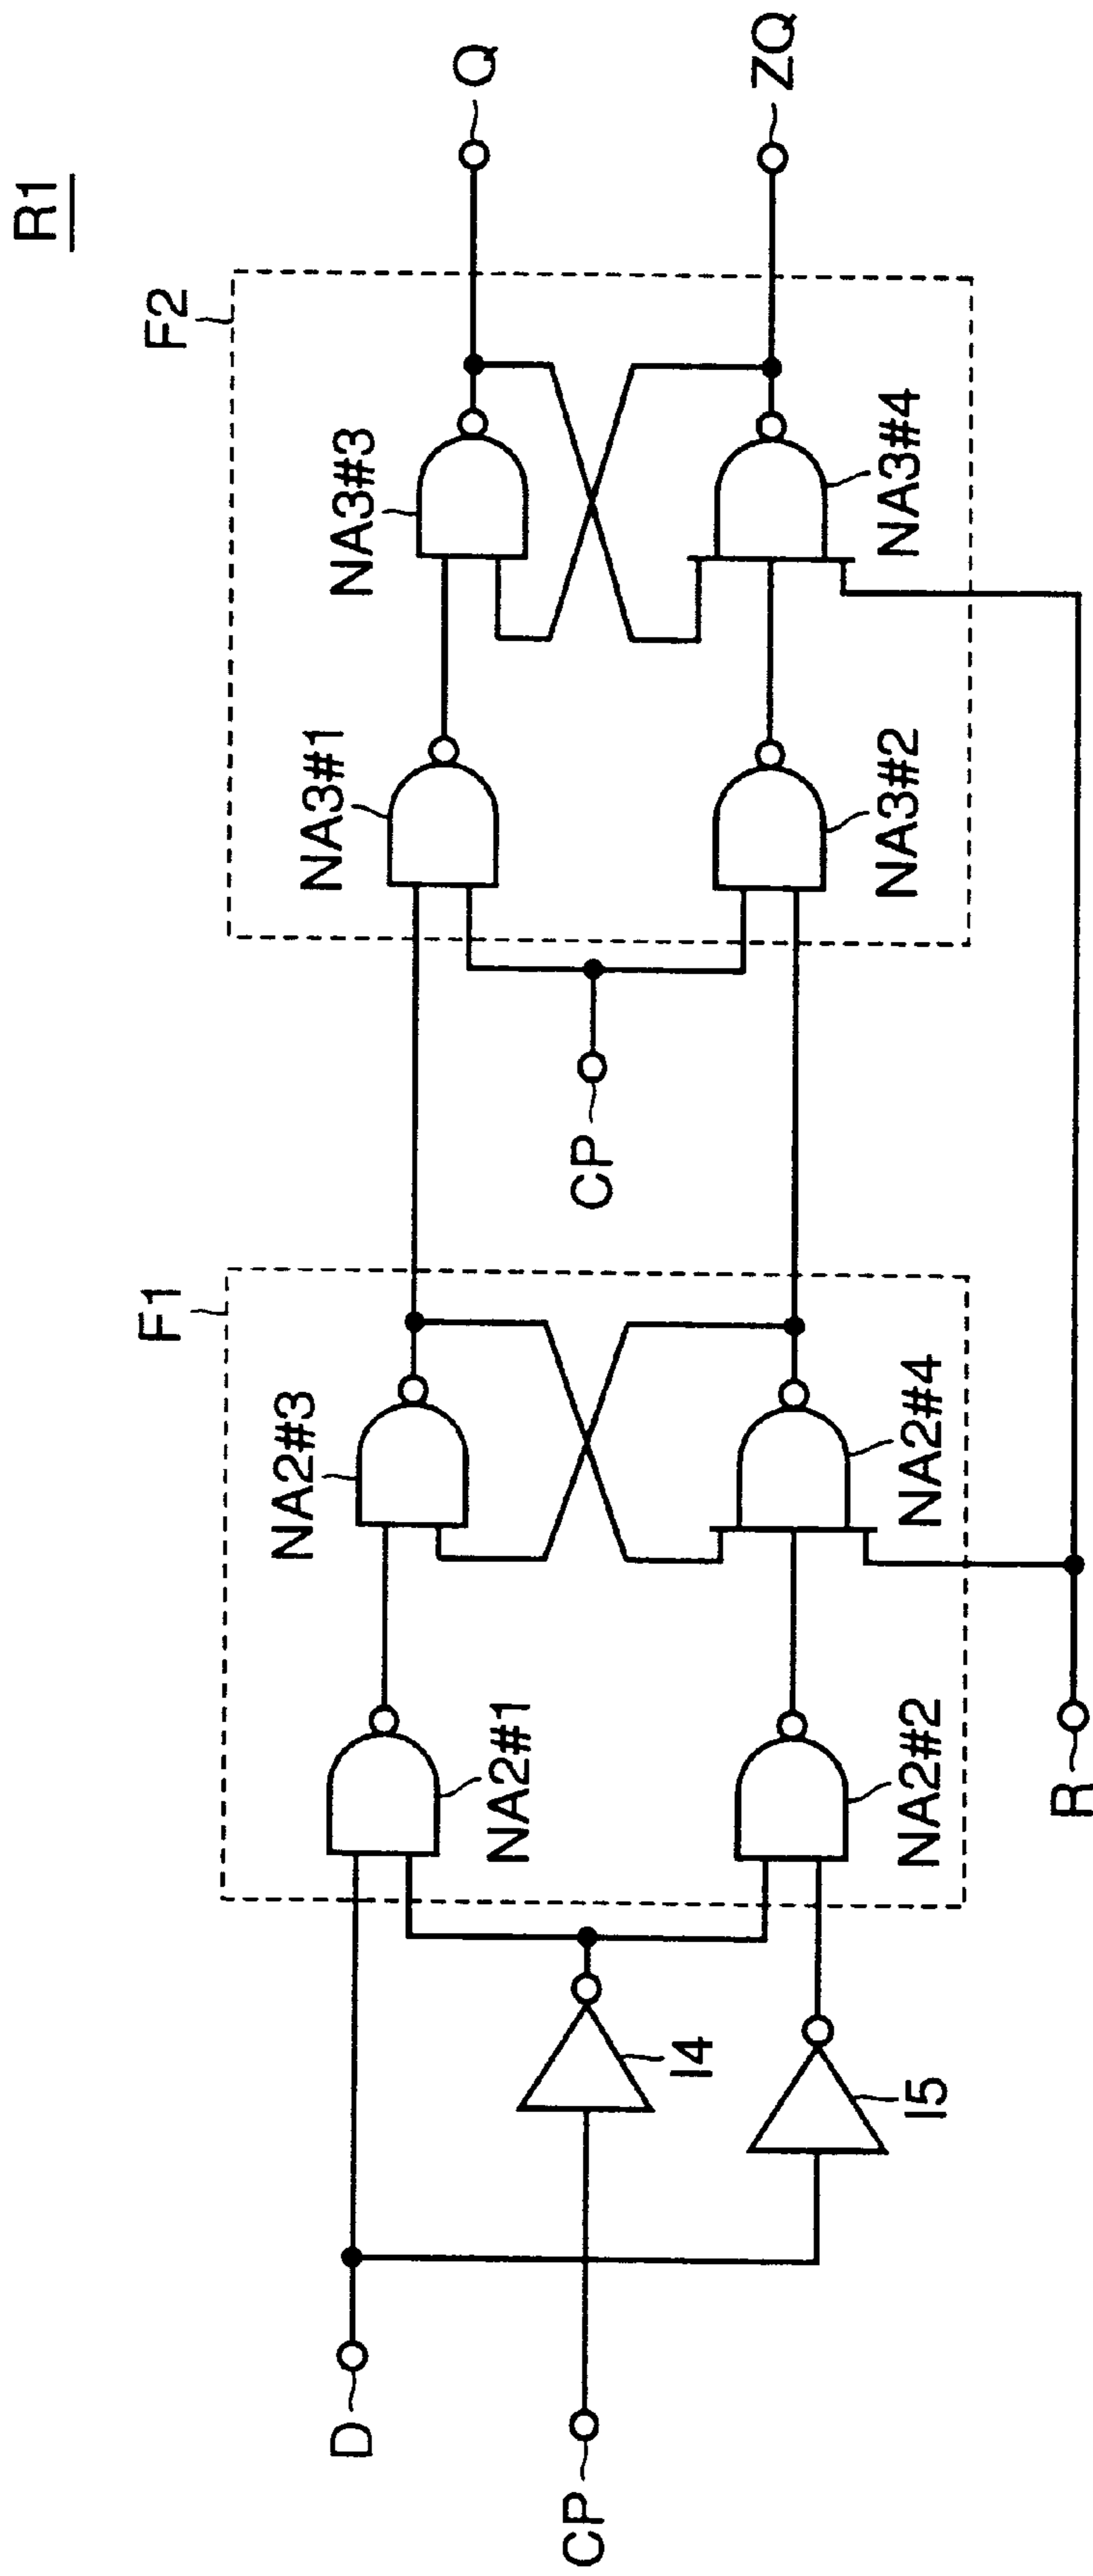 R1
F1
F2
D
CP
I4
I5
NA2#1
NA2#2
NA2#3
NA2#4
CP
NA3#1
NA3#2
NA3#3
NA3#4
Q
ZQ
R